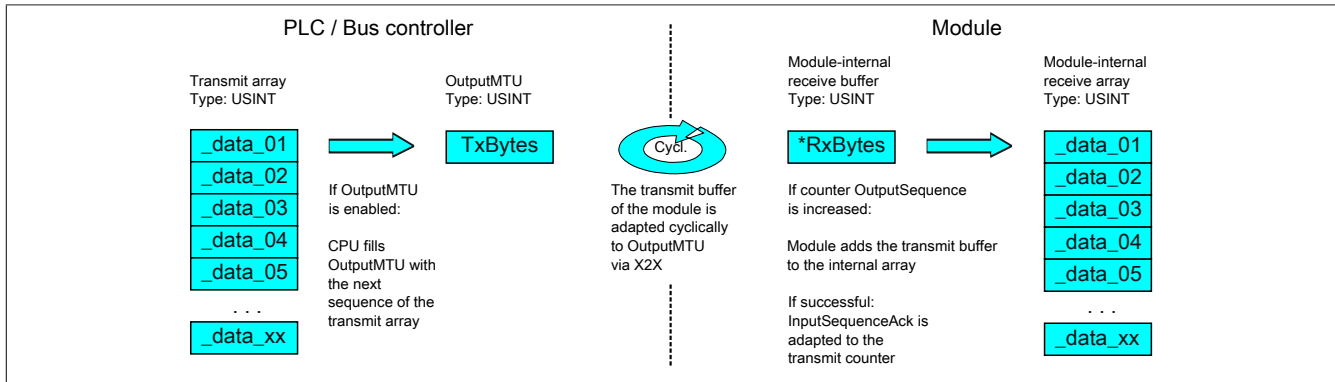 PLC / Bus controller
Module
Transmit array
Type: USINT
OutputMTU
Type: USINT
Module-internal
receive buffer
Type: USINT
Module-internal
receive array
Type: USINT
_data_01
_data_02
_data_03
_data_04
_data_05
. . .
_data_xx
If OutputMTU
is enabled:
CPU fills
OutputMTU with
the next
sequence of the
transmit array
TxBytes
Cycl.
The transmit buffer
of the module is
adapted cyclically
to OutputMTU
via X2X
*RxBytes
If counter OutputSequence
is increased:
Module adds the transmit buffer
to the internal array
If successful:
InputSequenceAck is
adapted to the
transmit counter
_data_01
_data_02
_data_03
_data_04
_data_05
. . .
_data_xx